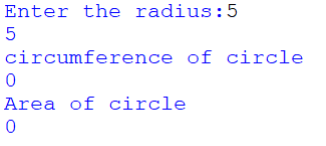 Enter the radius:5
5
circumference of circle
0
Area of circle
0